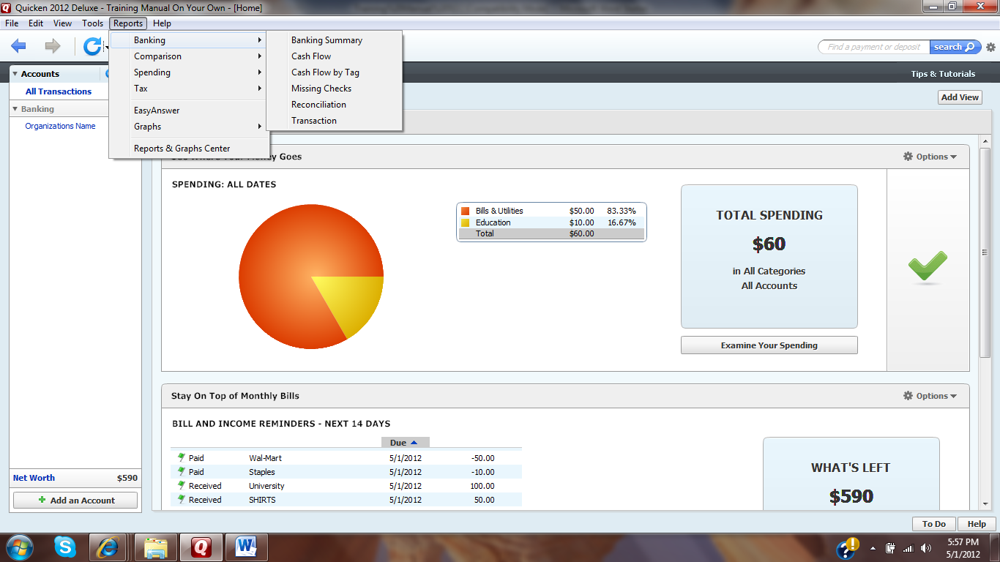 Quicken 2012 Deluxe - Training Manual On Your Own - [Home]
File Edit View Tools Reports Help
Banking
Comparison
Spending
Tax
EasyAnswer
Graphs
Reports & Graphs Center
Banking Summary
Cash Flow
Cash Flow by Tag
Missing Checks
Reconciliation
Transaction
Find a payment or deposit search
Tips & Tutorials
Add View
Accounts
All Transactions
Banking
Organizations Name
Net Worth $590
Add an Account
Money Goes
Options
SPENDING: ALL DATES
Bills & Utilities $50.00 83.33%
Education $10.00 16.67%
Total $60.00
TOTAL SPENDING
$60
in All Categories
All Accounts
Examine Your Spending
Stay On Top of Monthly Bills
Options
BILL AND INCOME REMINDERS - NEXT 14 DAYS
Due
Paid Wal-Mart 5/1/2012 -50.00
Paid Staples 5/1/2012 -10.00
Received University 5/1/2012 100.00
Received SHIRTS 5/1/2012 50.00
WHAT'S LEFT
$590
To Do Help
5:57 PM
5/1/2012